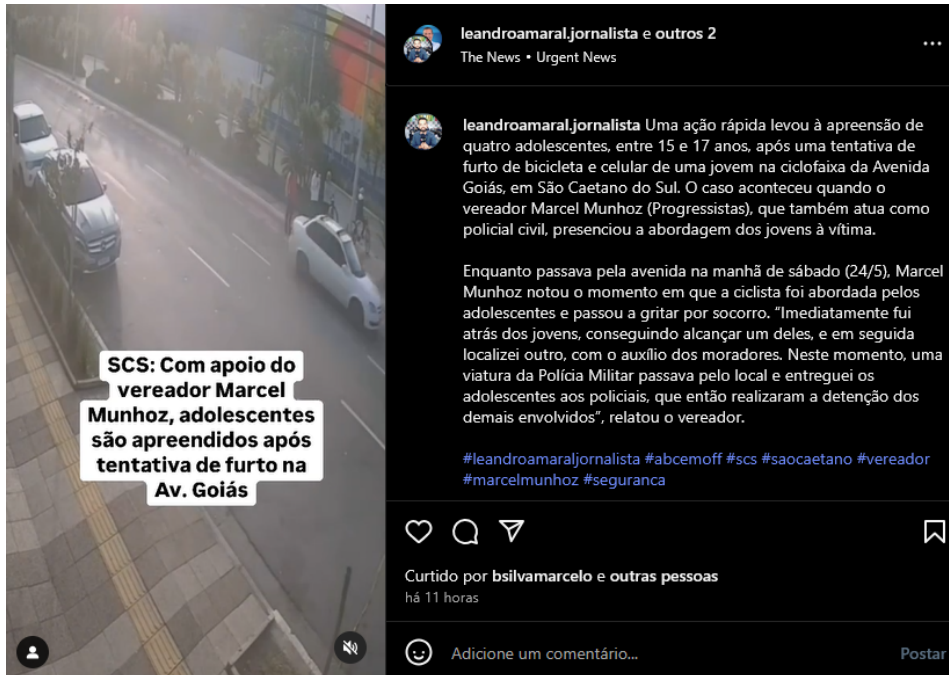 SCS: Com apoio do
vereador Marcel
Munhoz, adolescentes
são apreendidos após
tentativa de furto na
Av. Goiás
leandroamaral.jornalista e outros 2
The News • Urgent News
leandroamaral.jornalista Uma ação rápida levou à apreensão de
quatro adolescentes, entre 15 e 17 anos, após uma tentativa de
furto de bicicleta e celular de uma jovem na ciclofaixa da Avenida
Goiás, em São Caetano do Sul. O caso aconteceu quando o
vereador Marcel Munhoz (Progressistas), que também atua como
policial civil, presenciou a abordagem dos jovens à vítima.
Enquanto passava pela avenida na manhã de sábado (24/5), Marcel
Munhoz notou o momento em que a ciclista foi abordada pelos
adolescentes e passou a gritar por socorro. “Imediatamente fui
atrás dos jovens, conseguindo alcançar um deles, e em seguida
localizei outro, com o auxílio dos moradores. Neste momento, uma
viatura da Polícia Militar passava pelo local e entreguei os
adolescentes aos policiais, que então realizaram a detenção dos
demais envolvidos”, relatou o vereador.
#leandroamaraljornalista #abcemoff #scs #saocaetano #vereador
#marcelmunhoz #seguranca
Curtido por bsilvamarcelo e outras pessoas
há 11 horas
Adicione um comentário...
Postar